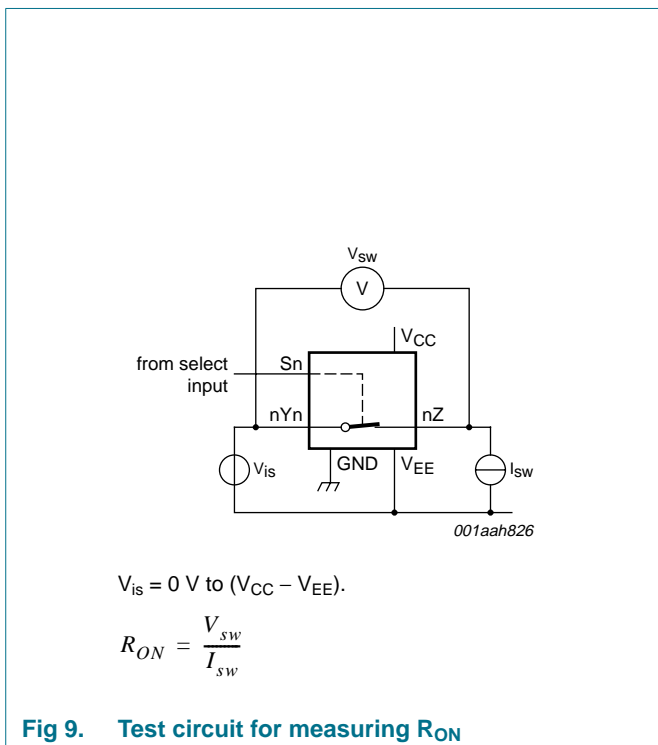 Vsw
V
VCC
from select input
Sn
nYn
nZ
Vis
GND
VEE
Isw
001aah826
Vis = 0 V to (VCC − VEE).
RON = Vsw / Isw
Fig 9. Test circuit for measuring RON